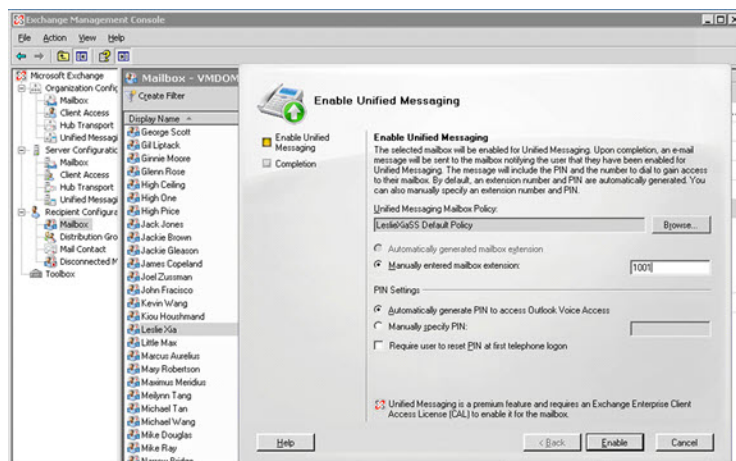 Exchange Management Console
File Action View Help
Microsoft Exchange
Organization Config
Mailbox
Client Access
Hub Transport
Unified Messagi
Server Configuratic
Mailbox
Client Access
Hub Transport
Unified Messagi
Recipient Configura
Mailbox
Distribution Gro
Mail Contact
Disconnected M
Toolbox
Mailbox - VMDOM
Create Filter
Display Name
George Scott
Gil Liptack
Ginnie Moore
Glenn Rose
High Ceiling
High One
High Price
Jack Jones
Jackie Brown
Jackie Gleason
James Copeland
Joel Zussman
John Fracisco
Kevin Wang
Kiou Houshmand
Leslie Xia
Little Max
Marcus Aurelius
Mary Robertson
Maximus Meridius
Meilynn Tang
Michael Tan
Michael Wang
Mike Douglas
Mike Ray
Enable Unified Messaging
Enable Unified
Messaging
Completion
Enable Unified Messaging
The selected mailbox will be enabled for Unified Messaging. Upon completion, an e-mail
message will be sent to the mailbox notifying the user that they have been enabled for
Unified Messaging. The message will include the PIN and the number to dial to gain access
to their mailbox. By default, an extension number and PIN are automatically generated. You
can also manually specify an extension number and PIN.
Unified Messaging Mailbox Policy:
LeslieXiaSS Default Policy
Browse...
Automatically generated mailbox extension
Manually entered mailbox extension:
1001
PIN Settings
Automatically generate PIN to access Outlook Voice Access
Manually specify PIN:
Require user to reset PIN at first telephone logon
Unified Messaging is a premium feature and requires an Exchange Enterprise Client
Access License (CAL) to enable it for the mailbox.
Help
< Back
Enable
Cancel